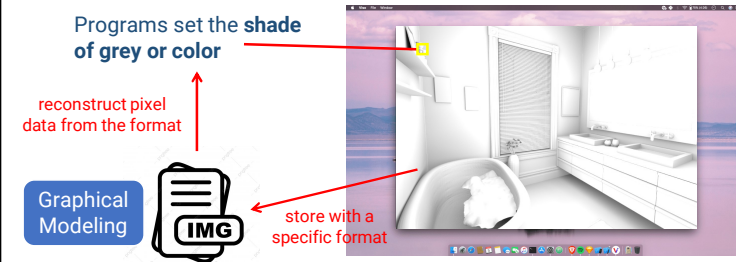 Programs set the shade
of grey or color
reconstruct pixel
data from the format
Graphical
Modeling
IMG
store with a
specific format